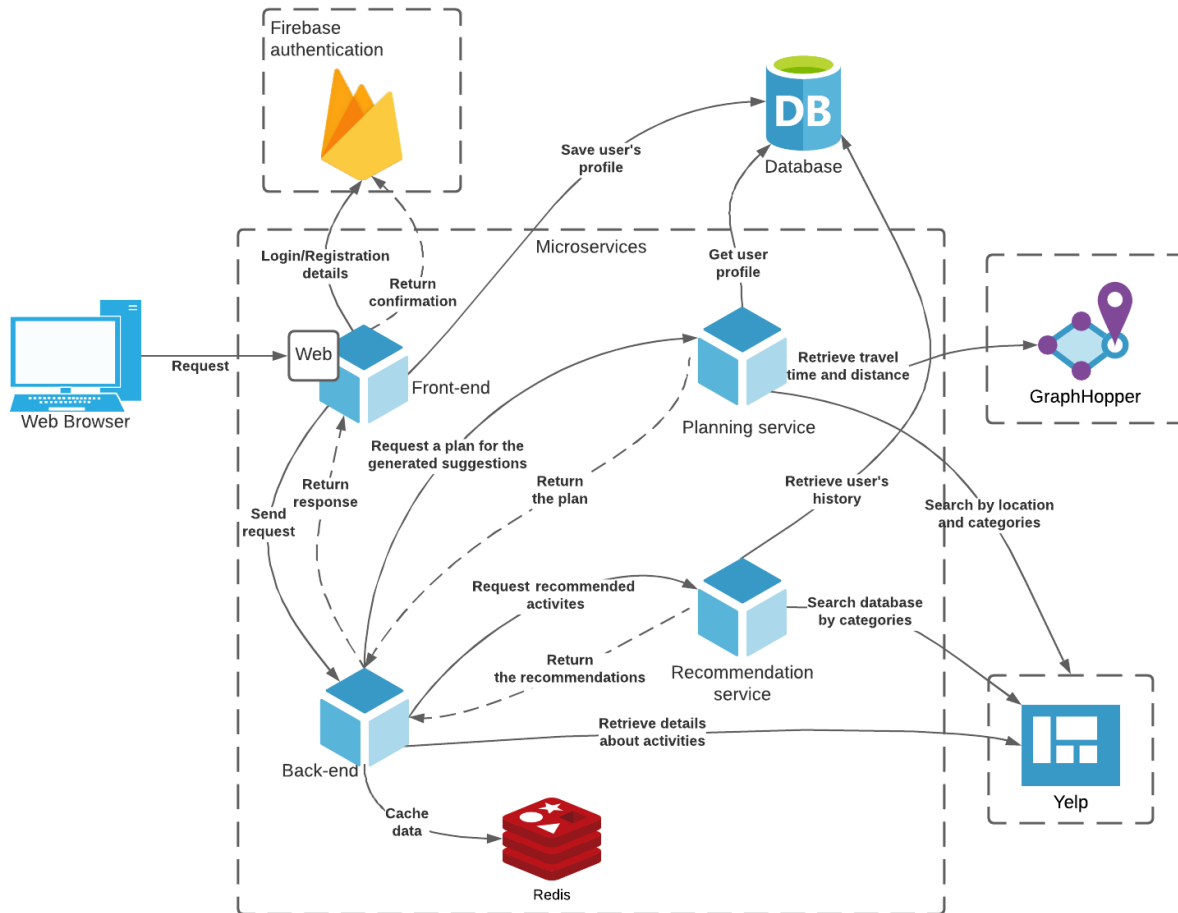 Firebase
authentication
DB
Database
Save user's
profile
Microservices
Login/Registration
details
Return
confirmation
Get user
profile
Web
Request
Front-end
Web Browser
Retrieve travel
time and distance
GraphHopper
Planning service
Request a plan for the
generated suggestions
Return
response
Return
the plan
Retrieve user's
history
Send
request
Search by location
and categories
Request recommended
activites
Search database
by categories
Return
the recommendations
Recommendation
service
Retrieve details
about activities
Back-end
Yelp
Cache
data
Redis